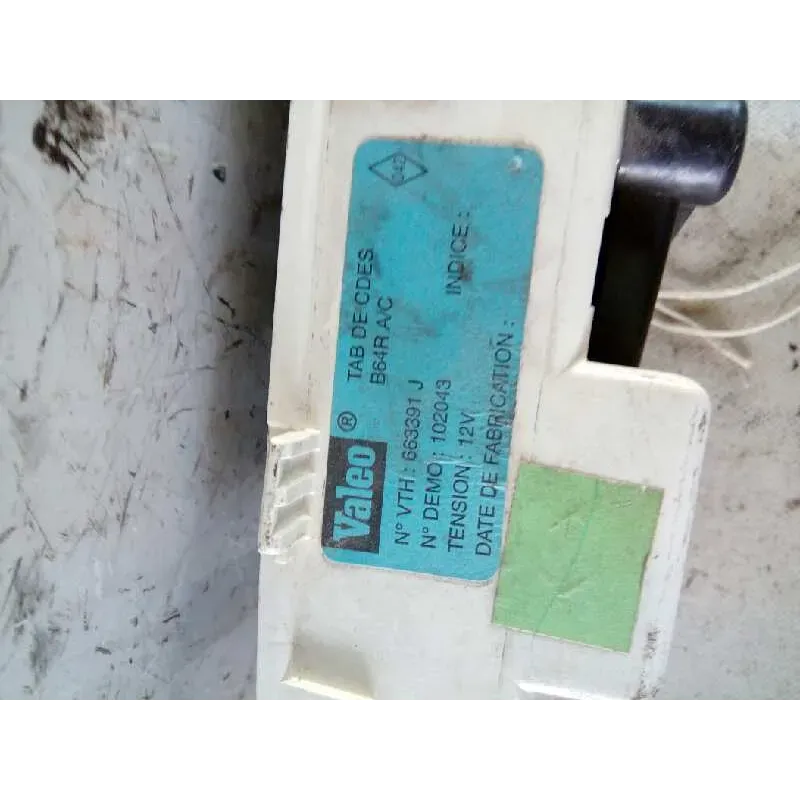 Valeo ® TAB DE CDES
B64R A/C
N° VTH : 663391 J
N° DEMO : 102043 INDICE :
TENSION : 12V
DATE DE FABRICATION :